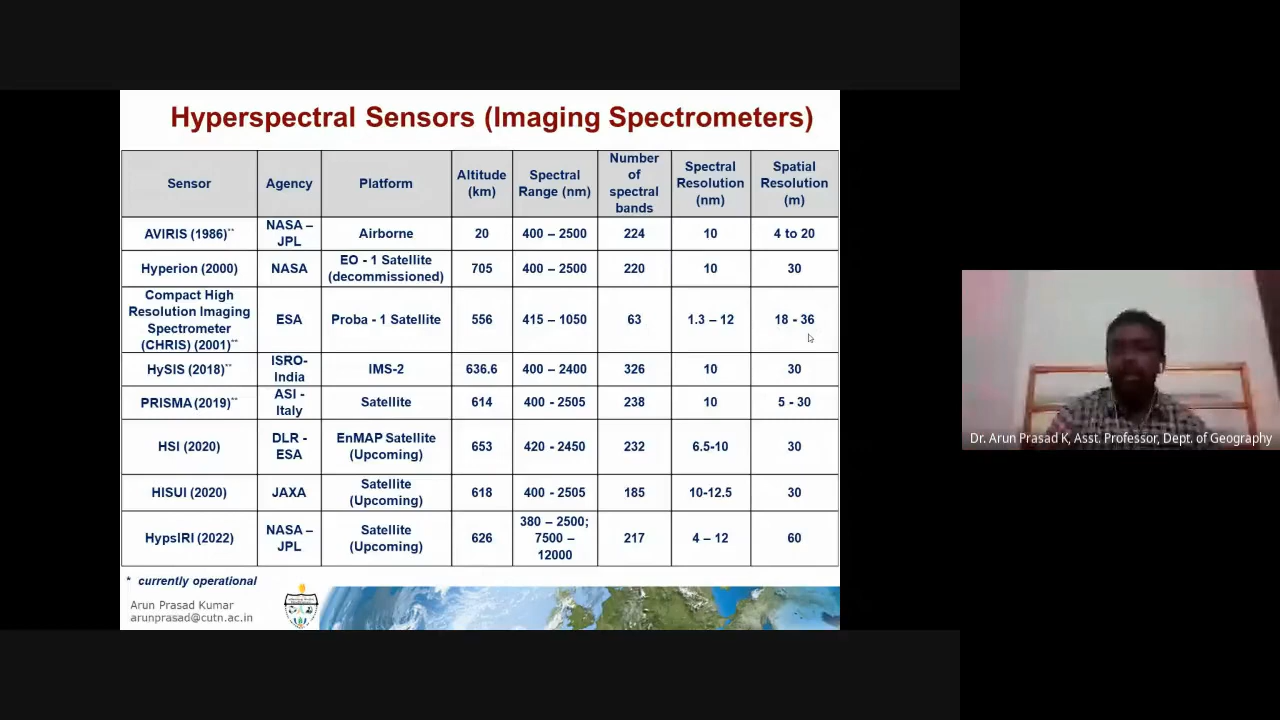 Hyperspectral Sensors (Imaging Spectrometers)
Sensor
Agency
Platform
Altitude
(km)
Spectral
Range (nm)
Number
of
spectral
bands
Spectral
Resolution
(nm)
Spatial
Resolution
(m)
AVIRIS (1986)**
NASA –
JPL
Airborne
20
400 – 2500
224
10
4 to 20
Hyperion (2000)
NASA
EO - 1 Satellite
(decommissioned)
705
400 – 2500
220
10
30
Compact High
Resolution Imaging
Spectrometer
(CHRIS) (2001)**
ESA
Proba - 1 Satellite
556
415 – 1050
63
1.3 – 12
18 - 36
HySIS (2018)**
ISRO-
India
IMS-2
636.6
400 – 2400
326
10
30
PRISMA (2019)**
ASI -
Italy
Satellite
614
400 - 2505
238
10
5 - 30
HSI (2020)
DLR -
ESA
EnMAP Satellite
(Upcoming)
653
420 - 2450
232
6.5-10
30
HISUI (2020)
JAXA
Satellite
(Upcoming)
618
400 - 2505
185
10-12.5
30
HypsIRI (2022)
NASA –
JPL
Satellite
(Upcoming)
626
380 – 2500;
7500 –
12000
217
4 – 12
60
* currently operational
Arun Prasad Kumar
arunprasad@cutn.ac.in
Dr. Arun Prasad K, Asst. Professor, Dept. of Geography